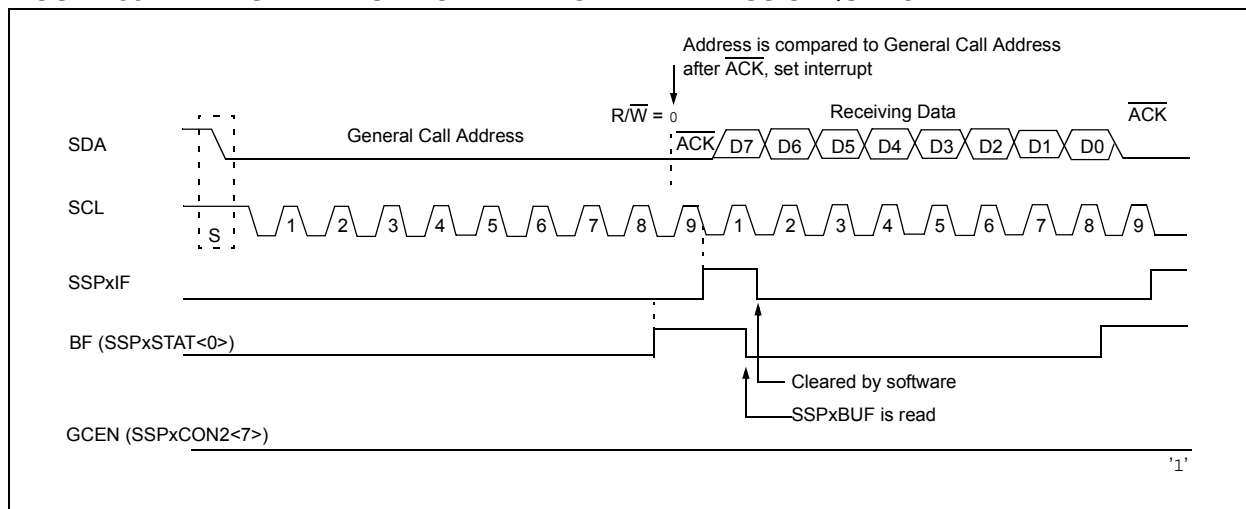 Address is compared to General Call Address
after ACK, set interrupt
R/W = 0
Receiving Data
ACK
General Call Address
SDA
ACK
D7 D6 D5 D4 D3 D2 D1 D0
SCL
S
1 2 3 4 5 6 7 8 9 1 2 3 4 5 6 7 8 9
SSPxIF
BF (SSPxSTAT<0>)
Cleared by software
SSPxBUF is read
GCEN (SSPxCON2<7>)
'1'